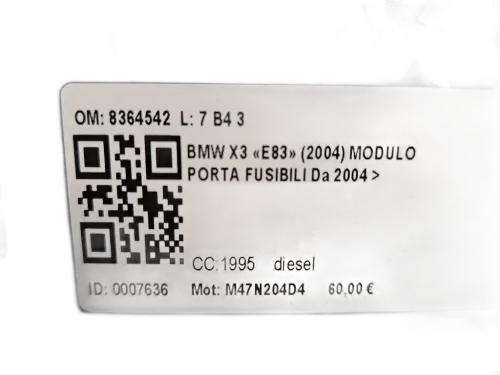 OM: 8364542 L: 7 B4 3
BMW X3 «E83» (2004) MODULO
PORTA FUSIBILI Da 2004 >
CC:1995 diesel
ID: 0007636 Mot: M47N204D4 60,00 €